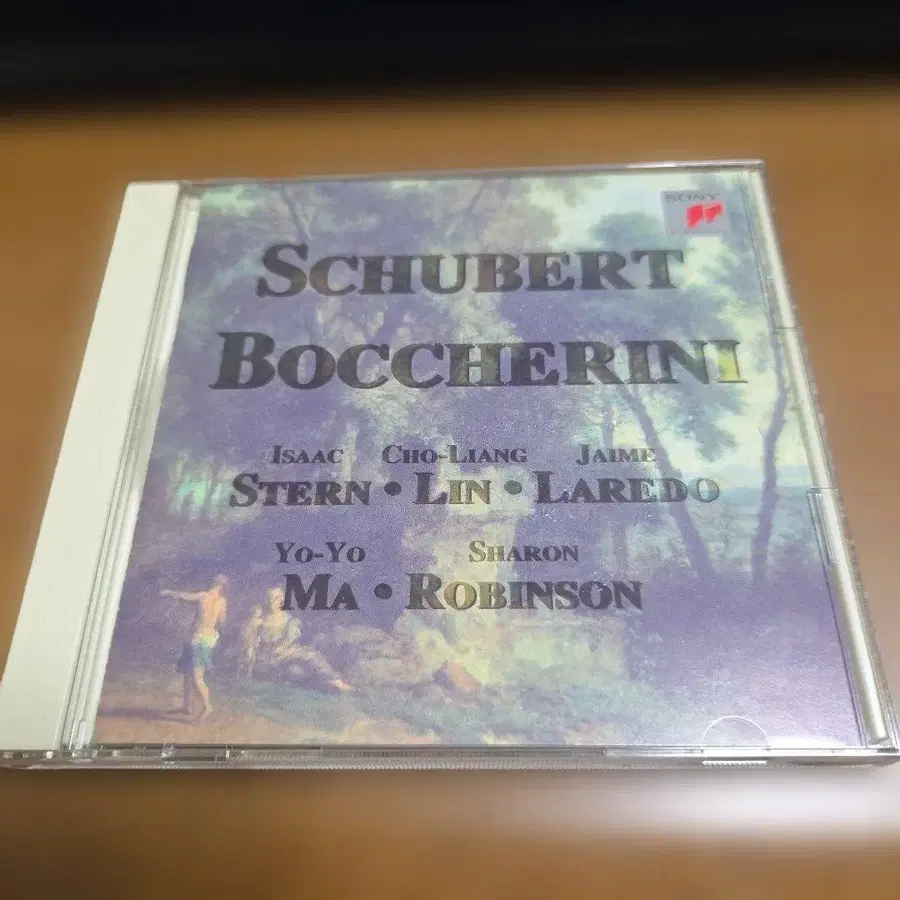 SONY
SCHUBERT
BOCCHERINI
ISAAC CHO-LIANG JAIME
STERN • LIN • LAREDO
YO-YO SHARON
MA • ROBINSON